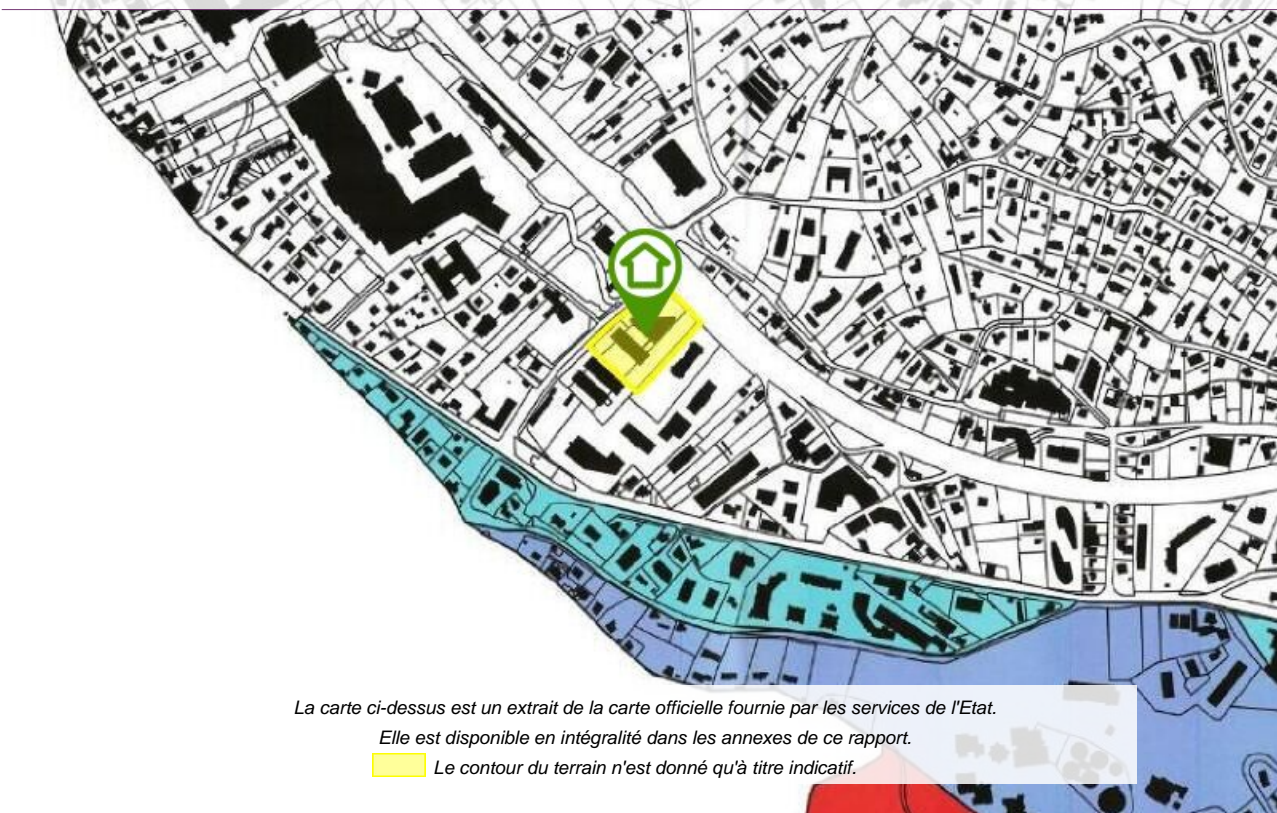 La carte ci-dessus est un extrait de la carte officielle fournie par les services de l'Etat.
Elle est disponible en intégralité dans les annexes de ce rapport.
Le contour du terrain n'est donné qu'à titre indicatif.